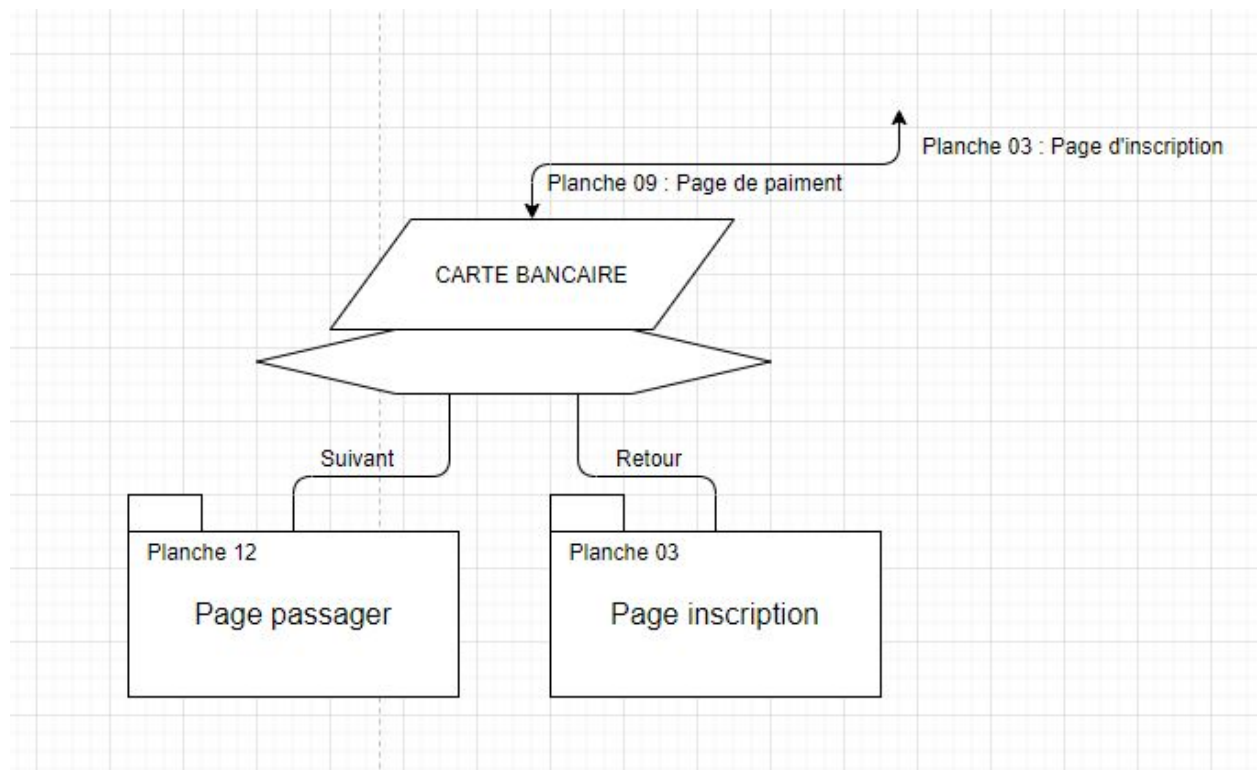 Planche 03 : Page d'inscription
Planche 09 : Page de paiment
CARTE BANCAIRE
Suivant
Retour
Planche 12
Page passager
Planche 03
Page inscription